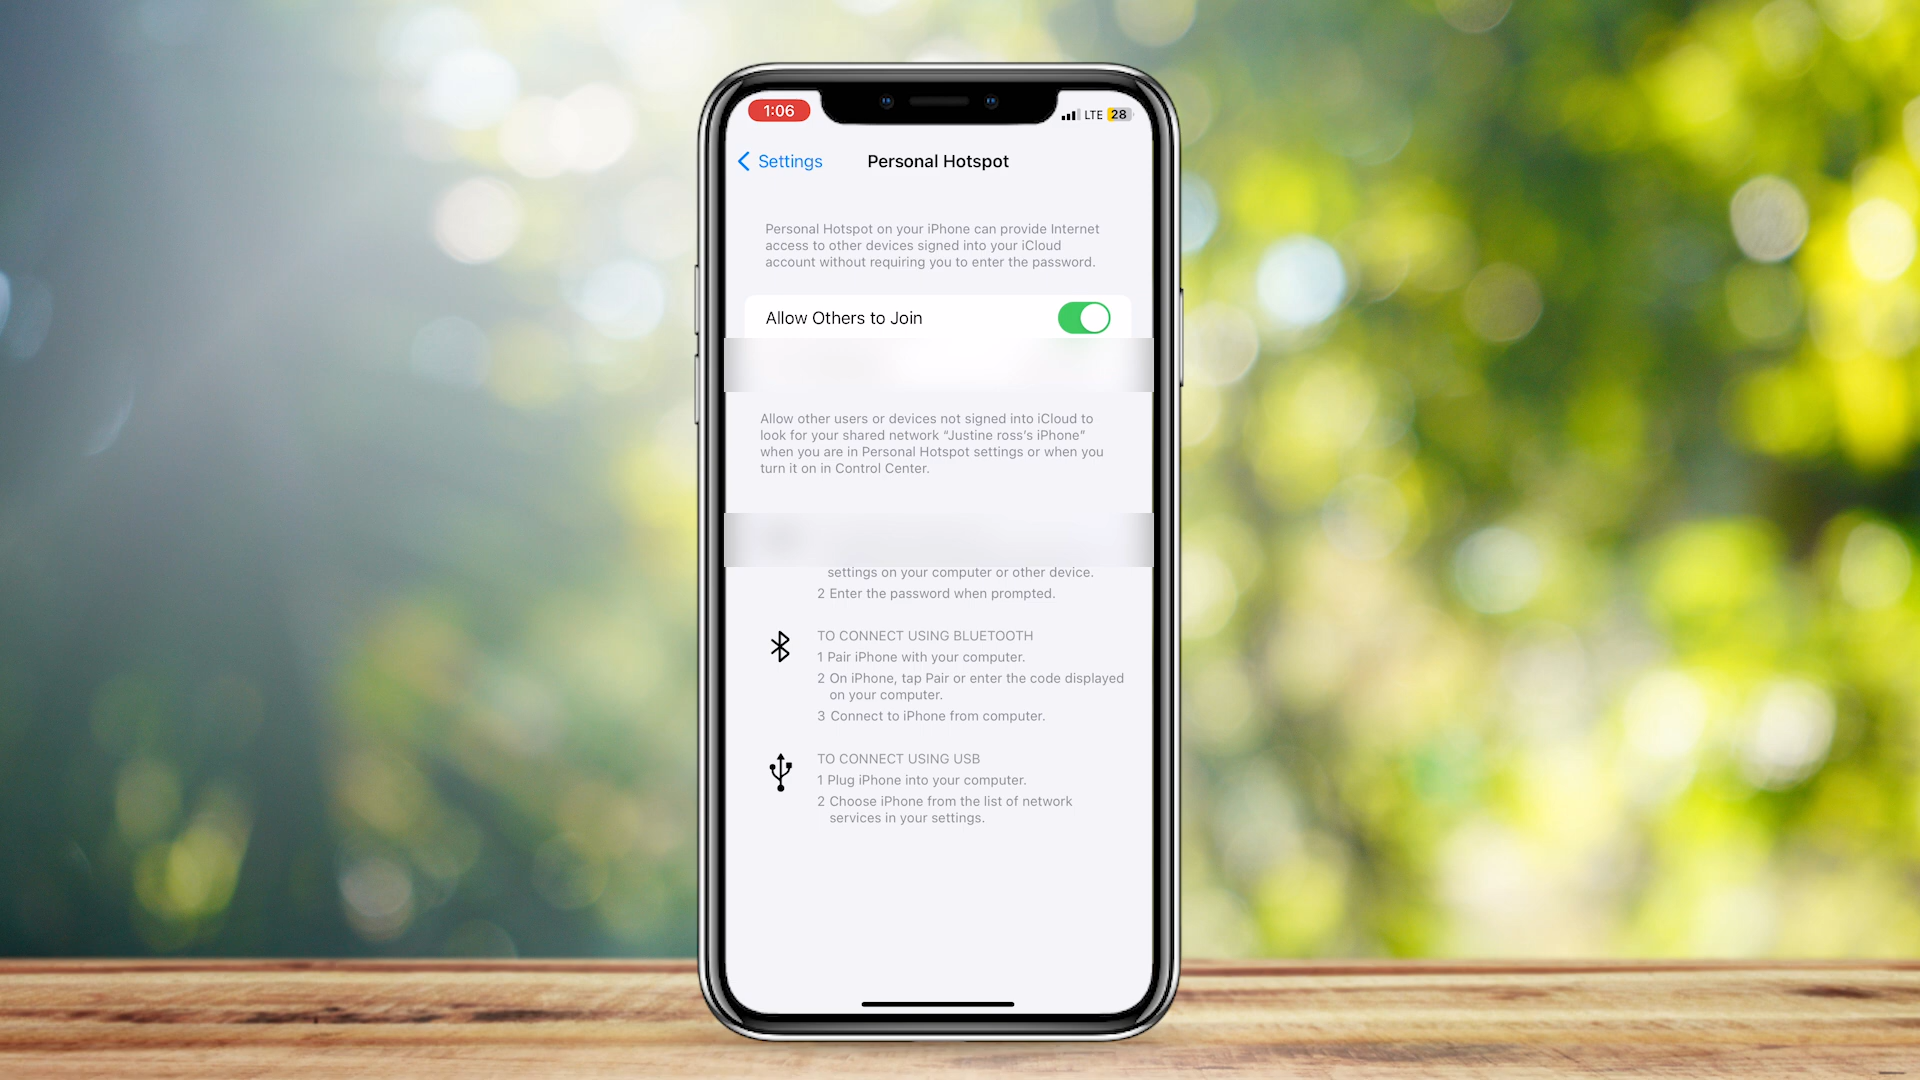 1:06
LTE 28
Settings
Personal Hotspot
Personal Hotspot on your iPhone can provide Internet
access to other devices signed into your iCloud
account without requiring you to enter the password.
Allow Others to Join
Allow other users or devices not signed into iCloud to
look for your shared network “Justine ross’s iPhone”
when you are in Personal Hotspot settings or when you
turn it on in Control Center.
settings on your computer or other device.
2 Enter the password when prompted.
TO CONNECT USING BLUETOOTH
1 Pair iPhone with your computer.
2 On iPhone, tap Pair or enter the code displayed
on your computer.
3 Connect to iPhone from computer.
TO CONNECT USING USB
1 Plug iPhone into your computer.
2 Choose iPhone from the list of network
services in your settings.